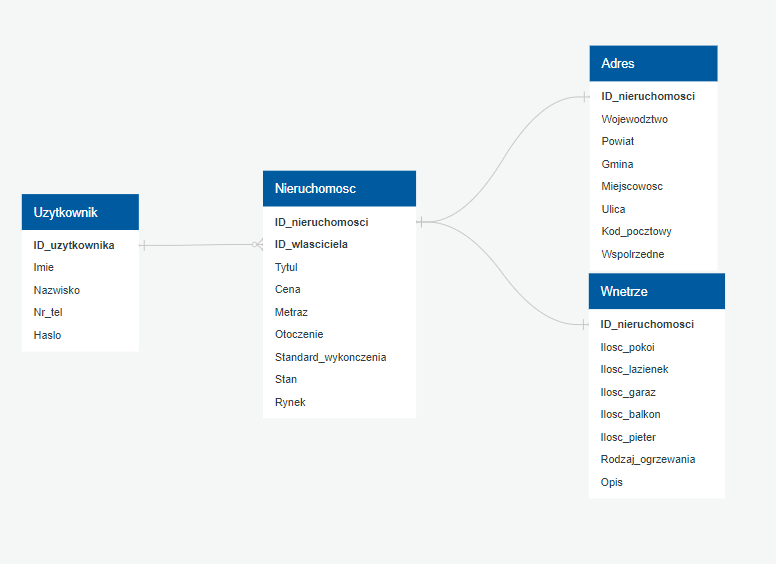 Uzytkownik
ID_uzytkownika
Imie
Nazwisko
Nr_tel
Haslo
Nieruchomosc
ID_nieruchomosci
ID_wlasciciela
Tytul
Cena
Metraz
Otoczenie
Standard_wykonczenia
Stan
Rynek
Adres
ID_nieruchomosci
Wojewodztwo
Powiat
Gmina
Miejscowosc
Ulica
Kod_pocztowy
Wspolrzedne
Wnetrze
ID_nieruchomosci
Ilosc_pokoi
Ilosc_lazienek
Ilosc_garaz
Ilosc_balkon
Ilosc_pieter
Rodzaj_ogrzewania
Opis